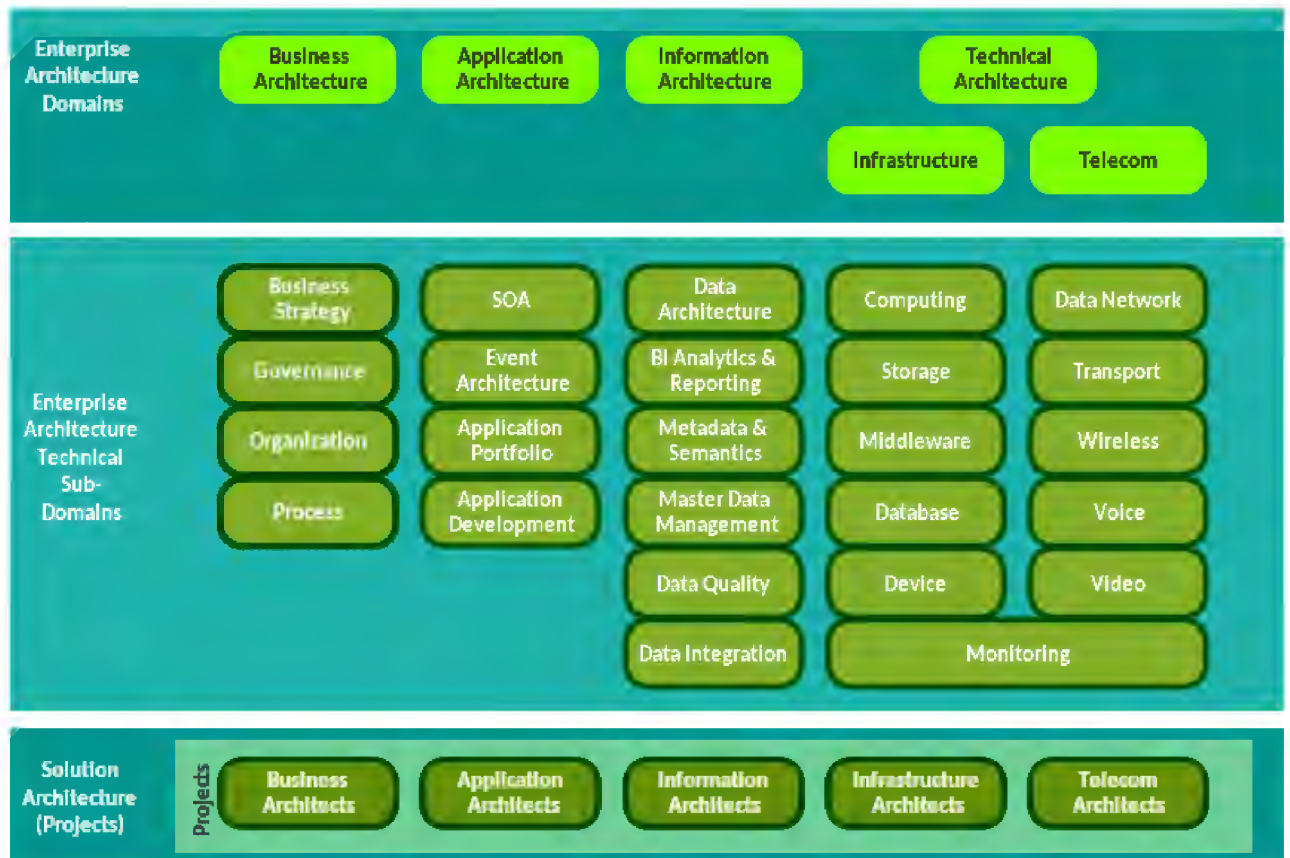 Enterprise
Architecture
Domains
Business
Architecture
Application
Architecture
Information
Architecture
Technical
Architecture
Infrastructure
Telecom
Enterprise
Architecture
Technical
Sub-
Domains
Business
Strategy
SOA
Data
Architecture
Computing
Data Network
Governance
Event
Architecture
BI Analytics &
Reporting
Storage
Transport
Organization
Application
Portfolio
Metadata &
Semantics
Middleware
Wireless
Process
Application
Development
Master Data
Management
Database
Voice
Data Quality
Device
Video
Data Integration
Monitoring
Solution
Architecture
(Projects)
Projects
Business
Architects
Application
Architects
Information
Architects
Infrastructure
Architects
Telecom
Architects